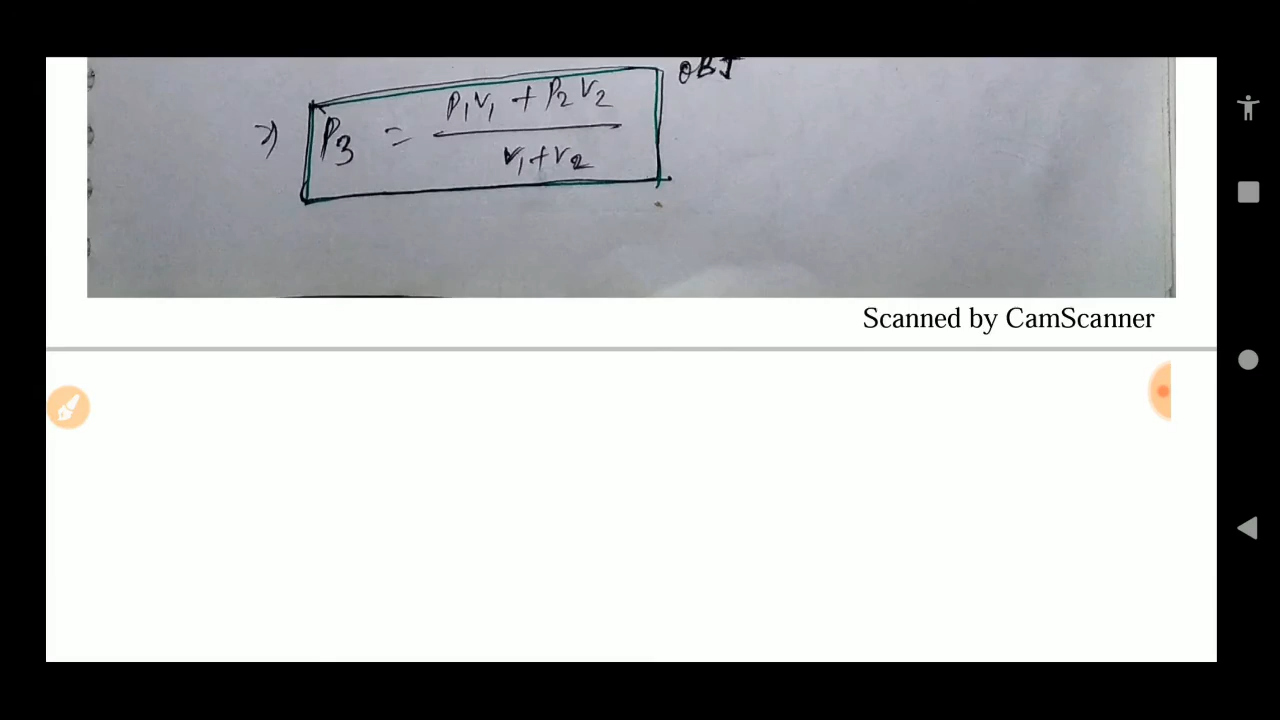 OBJ
⇒) P3 = P1V1 + P2V2 / V1+V2
Scanned by CamScanner